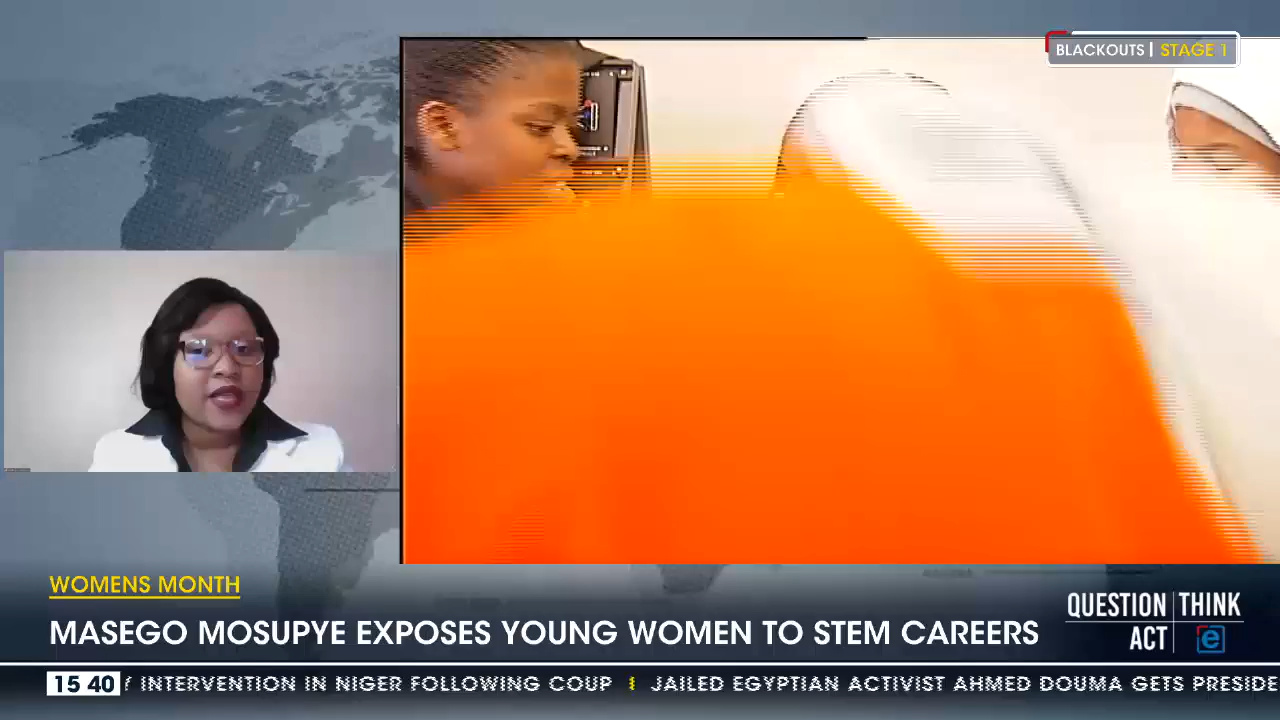 BLACKOUTS | STAGE 1
WOMENS MONTH
MASEGO MOSUPYE EXPOSES YOUNG WOMEN TO STEM CAREERS
QUESTION THINK
ACT e
15 40 INTERVENTION IN NIGER FOLLOWING COUP JAILED EGYPTIAN ACTIVIST AHMED DOUMA GETS PRESIDE